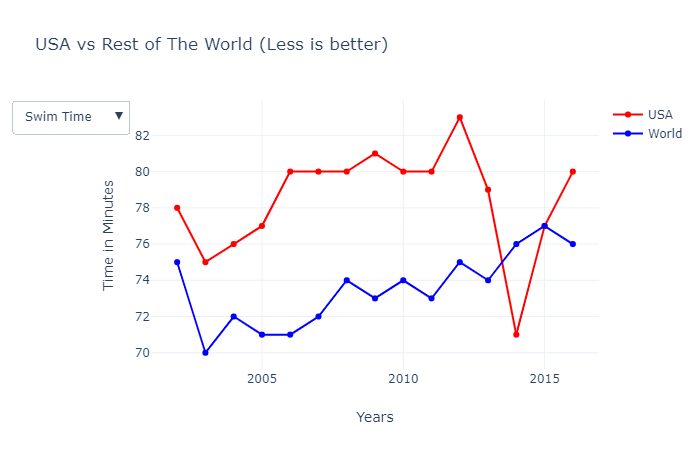 USA vs Rest of The World (Less is better)
Swim Time ▼
USA
World
82
80
78
76
74
72
70
Time in Minutes
2005
2010
2015
Years